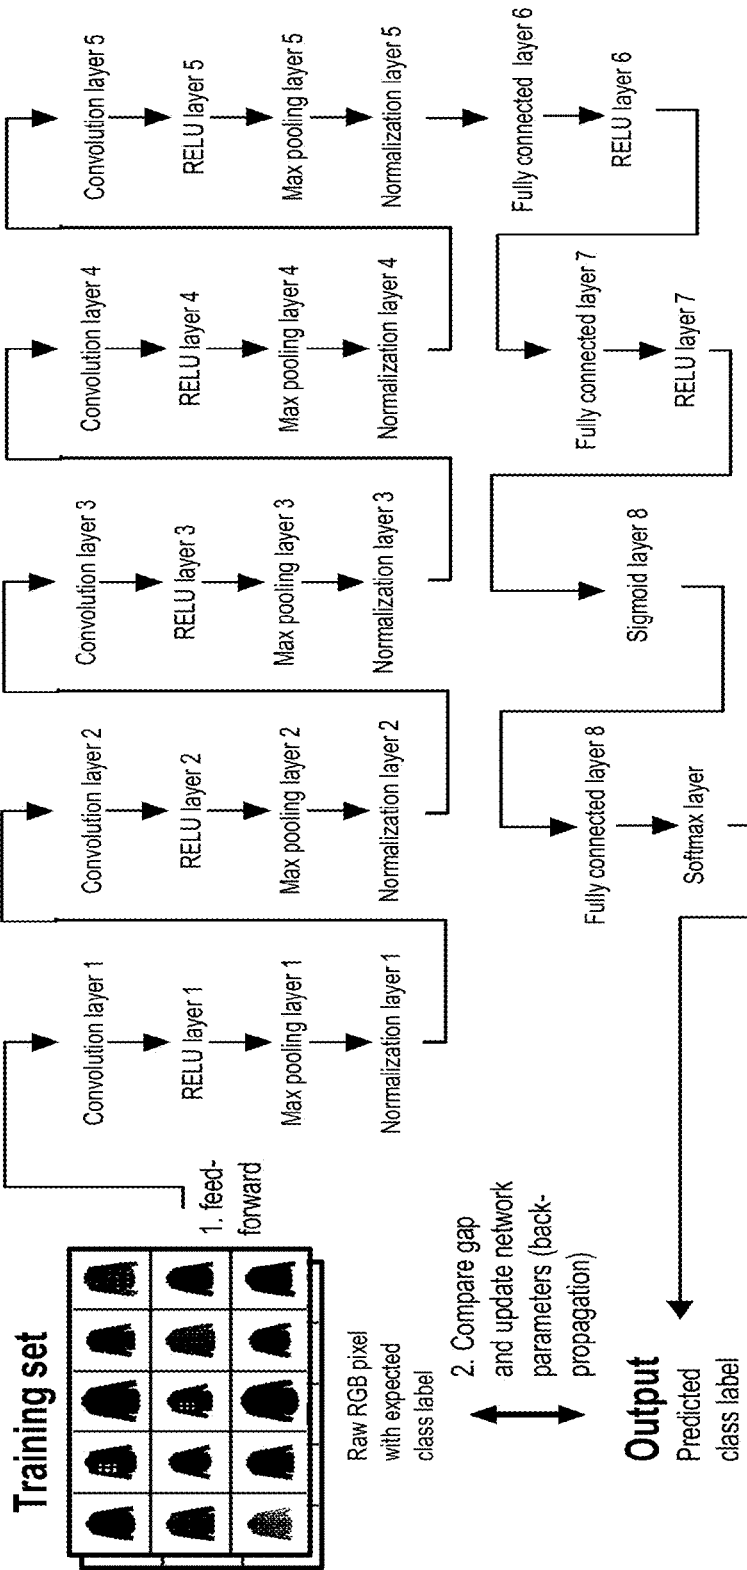 Training set
Raw RGB pixel
with expected
class label
1. feed-
forward
Convolution layer 1
RELU layer 1
Max pooling layer 1
Normalization layer 1
Convolution layer 2
RELU layer 2
Max pooling layer 2
Normalization layer 2
Convolution layer 3
RELU layer 3
Max pooling layer 3
Normalization layer 3
Convolution layer 4
RELU layer 4
Max pooling layer 4
Normalization layer 4
Convolution layer 5
RELU layer 5
Max pooling layer 5
Normalization layer 5
Fully connected layer 6
RELU layer 6
Fully connected layer 7
RELU layer 7
Sigmoid layer 8
Fully connected layer 8
Softmax layer
2. Compare gap
and update network
parameters (back-
propagation)
Output
Predicted
class label